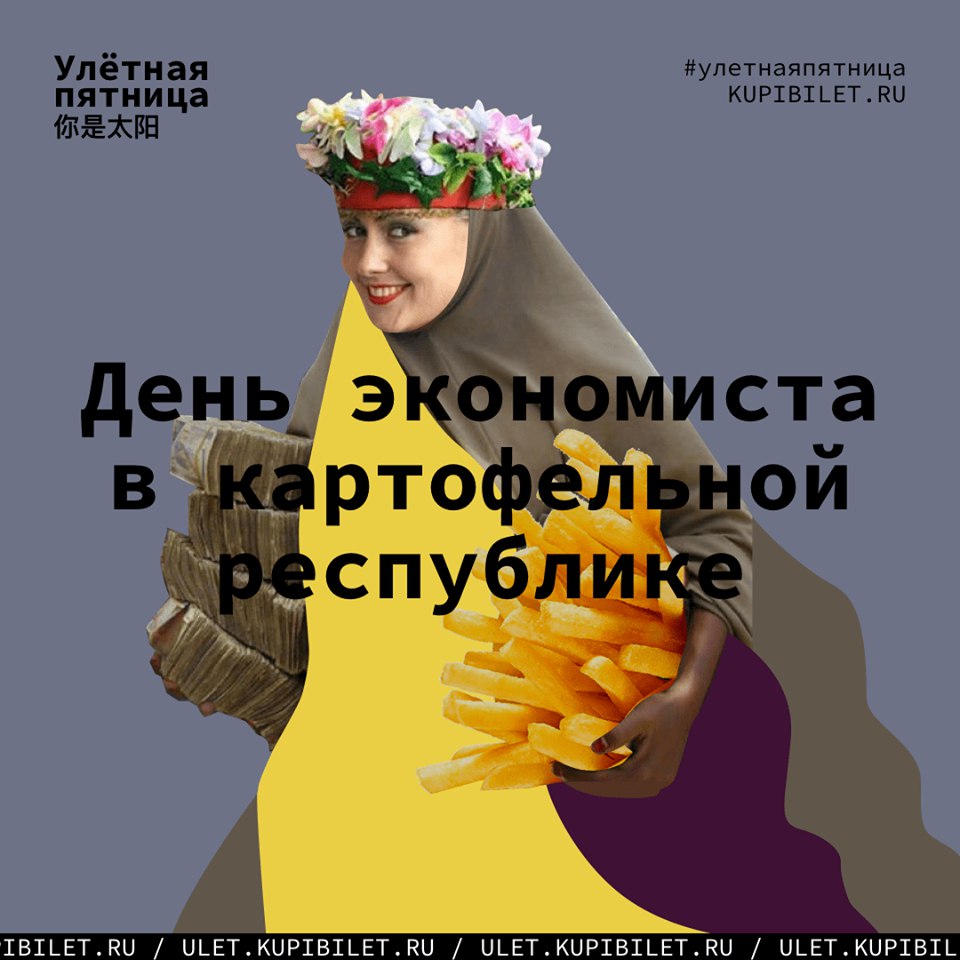 Улётная
пятница
你是太阳
#улетнаяпятница
KUPIBILET.RU
День экономиста
в картофельной
республике
IBILET.RU / ULET.KUPIBILET.RU / ULET.KUPIBILET.RU / ULET.KUPIBIL